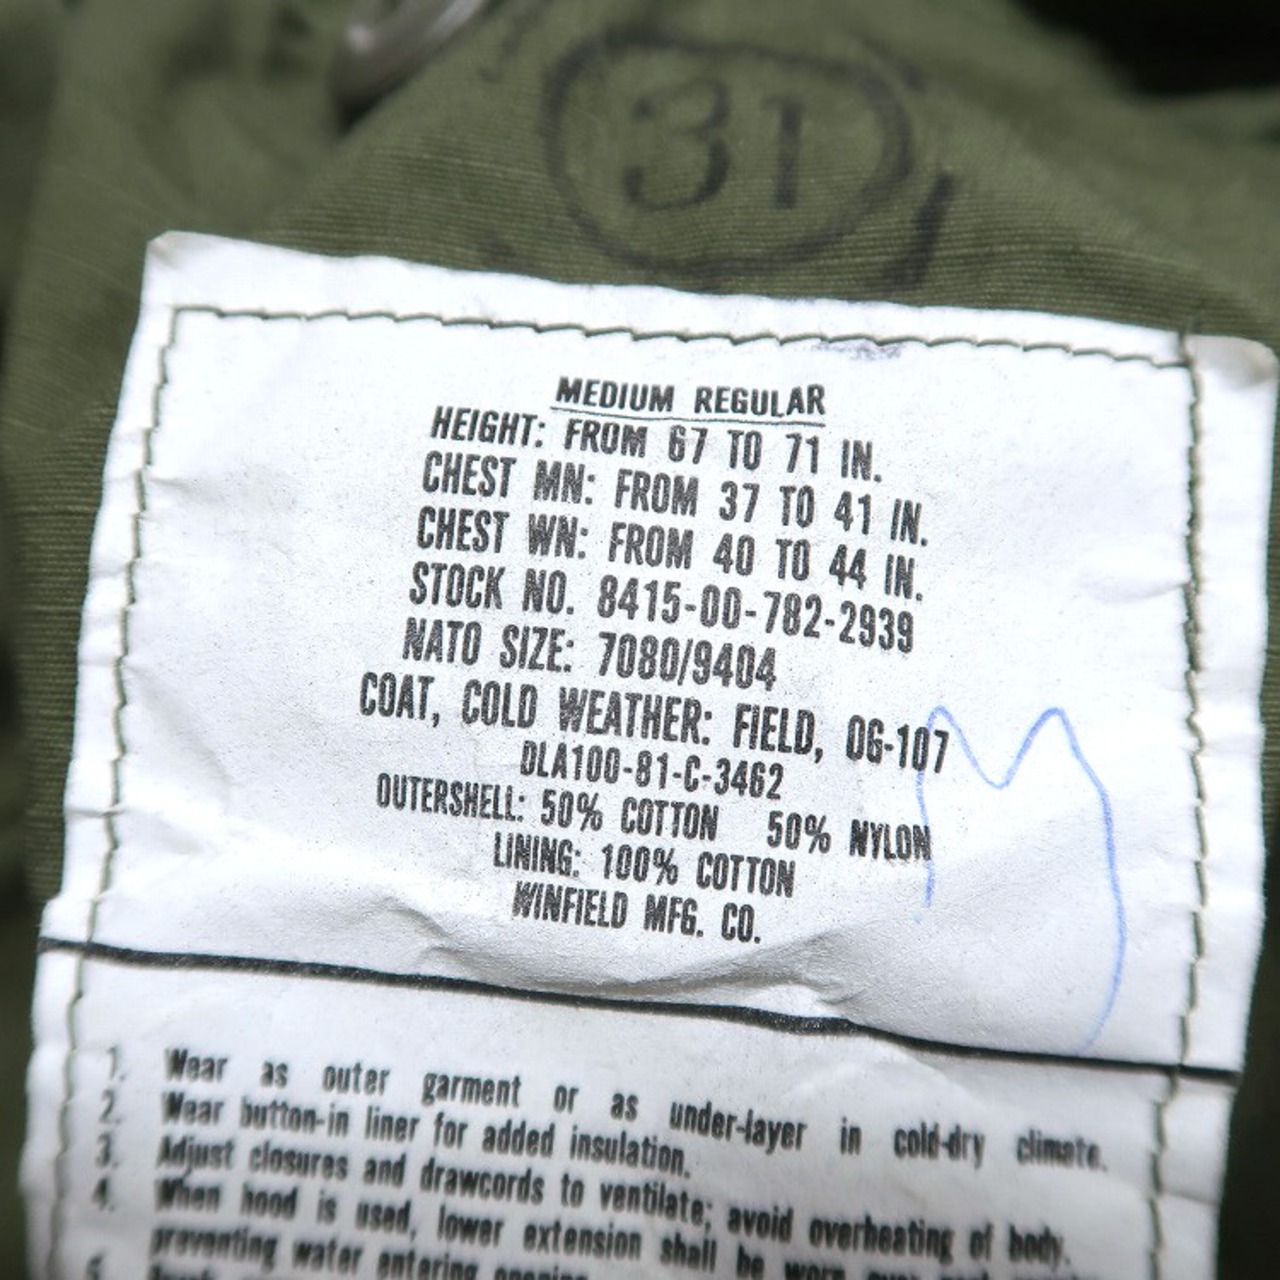 31
MEDIUM REGULAR
HEIGHT: FROM 67 TO 71 IN.
CHEST MN: FROM 37 TO 41 IN.
CHEST WN: FROM 40 TO 44 IN.
STOCK NO. 8415-00-782-2939
NATO SIZE: 7080/9404
COAT, COLD WEATHER: FIELD, OG-107
DLA100-81-C-3462
OUTERSHELL: 50% COTTON 50% NYLON
LINING: 100% COTTON
WINFIELD MFG. CO.
M
1. Wear as outer garment or as under-layer in cold-dry climate.
2. Wear button-in liner for added insulation.
3. Adjust closures and drawcords to ventilate; avoid overheating of body.
4. When hood is used, lower extension shall be worn over
preventing water entering opening.
5.